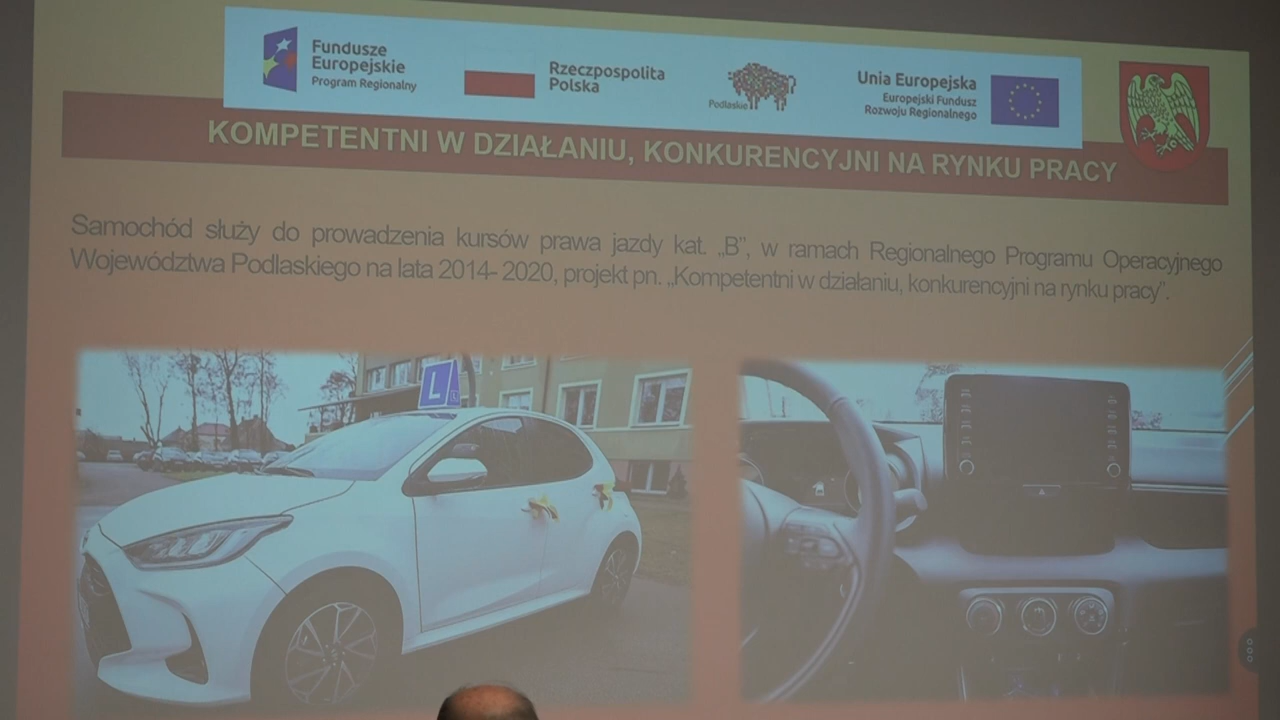 Fundusze
Europejskie
Program Regionalny
Rzeczpospolita
Polska
Podlaskie
Unia Europejska
Europejski Fundusz
Rozwoju Regionalnego
KOMPETENTNI W DZIAŁANIU, KONKURENCYJNI NA RYNKU PRACY
Samochód służy do prowadzenia kursów prawa jazdy kat. „B”, w ramach Regionalnego Programu Operacyjnego
Województwa Podlaskiego na lata 2014- 2020, projekt pn. „Kompetentni w działaniu, konkurencyjni na rynku pracy”.
L